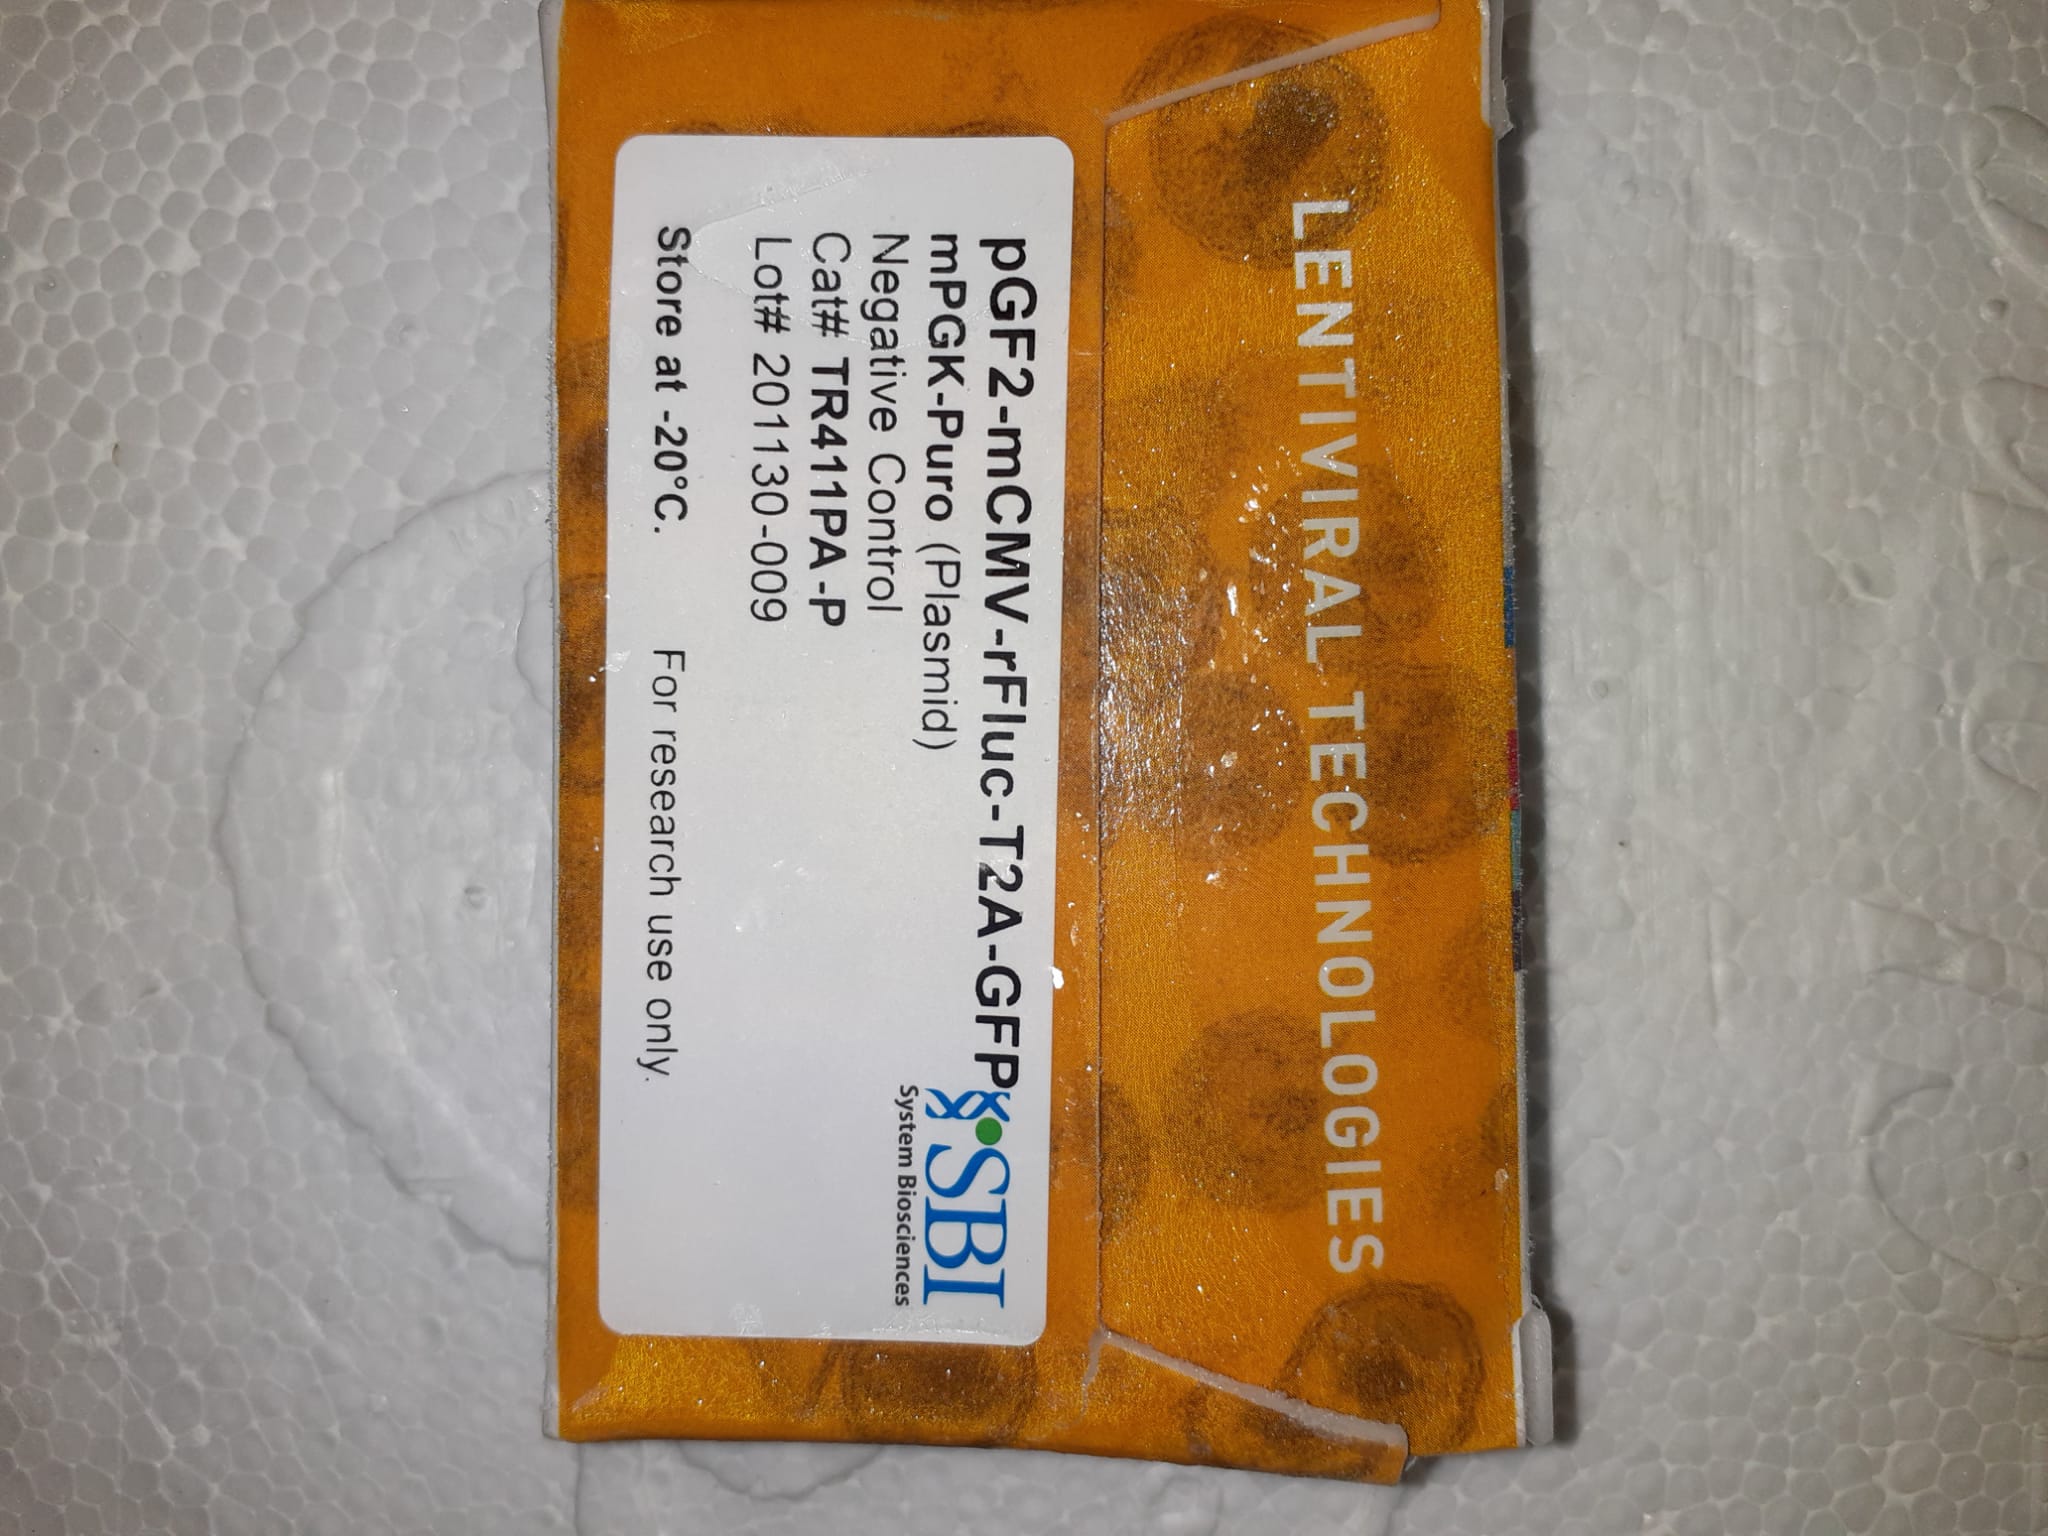 LENTIVIRAL TECHNOLOGIES
pGF2-mCMV-rFluc-T2A-GFP
mPGK-Puro (Plasmid)
Negative Control
Cat# TR411PA-P
Lot# 201130-009
Store at -20°C. For research use only.
SBI
System Biosciences